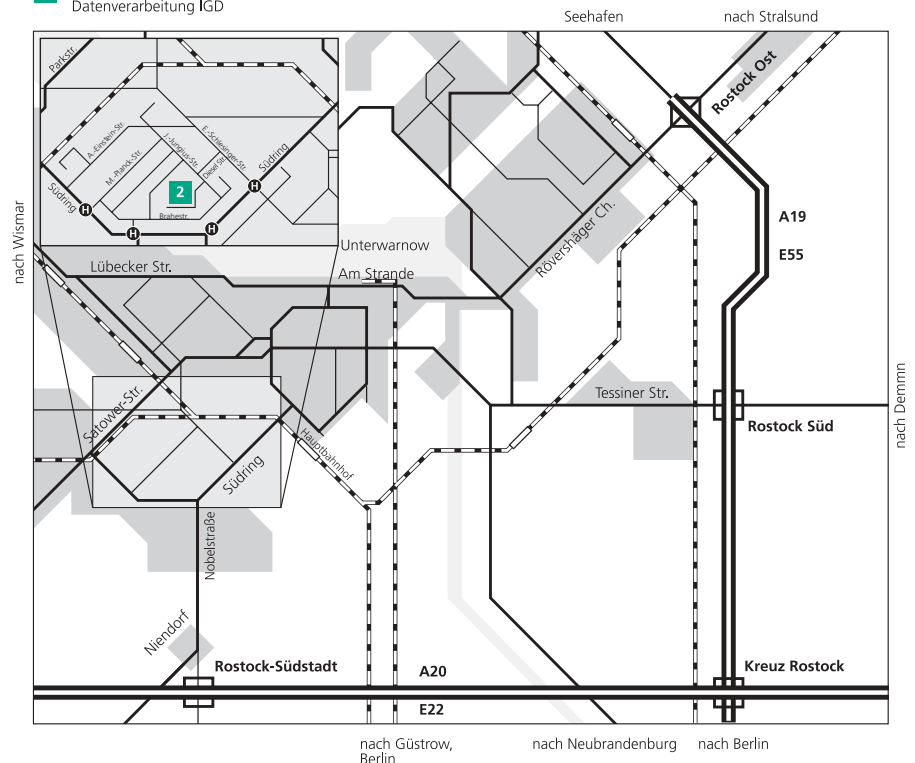 Datenverarbeitung IGD
Seehafen
nach Stralsund
Parkstr.
Rostock Ost
A.-Einstein-Str.
J.-Jungius-Str.
E.-Schlesinger-Str.
M.-Planck-Str.
Diesel Str.
Südring
Südring
2
H
H
H
H
Brahestr.
nach Wismar
A19
E55
Rövershäger Ch.
Unterwarnow
Lübecker Str.
Am Strande
Tessiner Str.
nach Demmn
Rostock Süd
Satower-Str.
Hauptbahnhof
Südring
Nobelstraße
Niendorf
Rostock-Südstadt
A20
Kreuz Rostock
E22
nach Güstrow,
Berlin
nach Neubrandenburg
nach Berlin